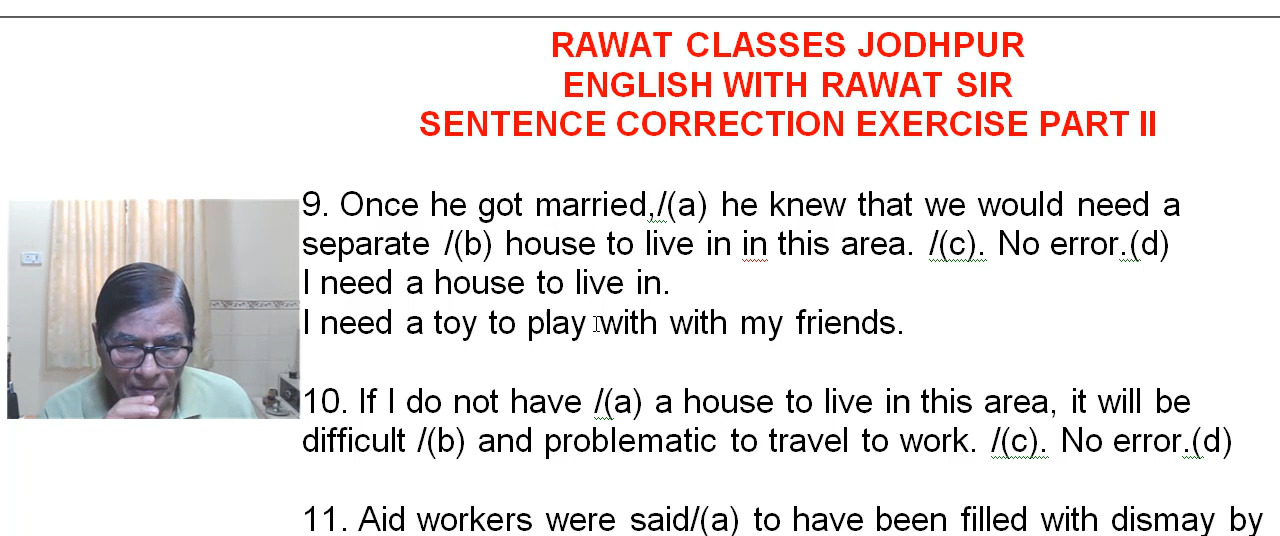 RAWAT CLASSES JODHPUR
ENGLISH WITH RAWAT SIR
SENTENCE CORRECTION EXERCISE PART II
9. Once he got married,/(a) he knew that we would need a
separate /(b) house to live in in this area. /(c). No error.(d)
I need a house to live in.
I need a toy to play with with my friends.
10. If I do not have /(a) a house to live in this area, it will be
difficult /(b) and problematic to travel to work. /(c). No error.(d)
11. Aid workers were said/(a) to have been filled with dismay by